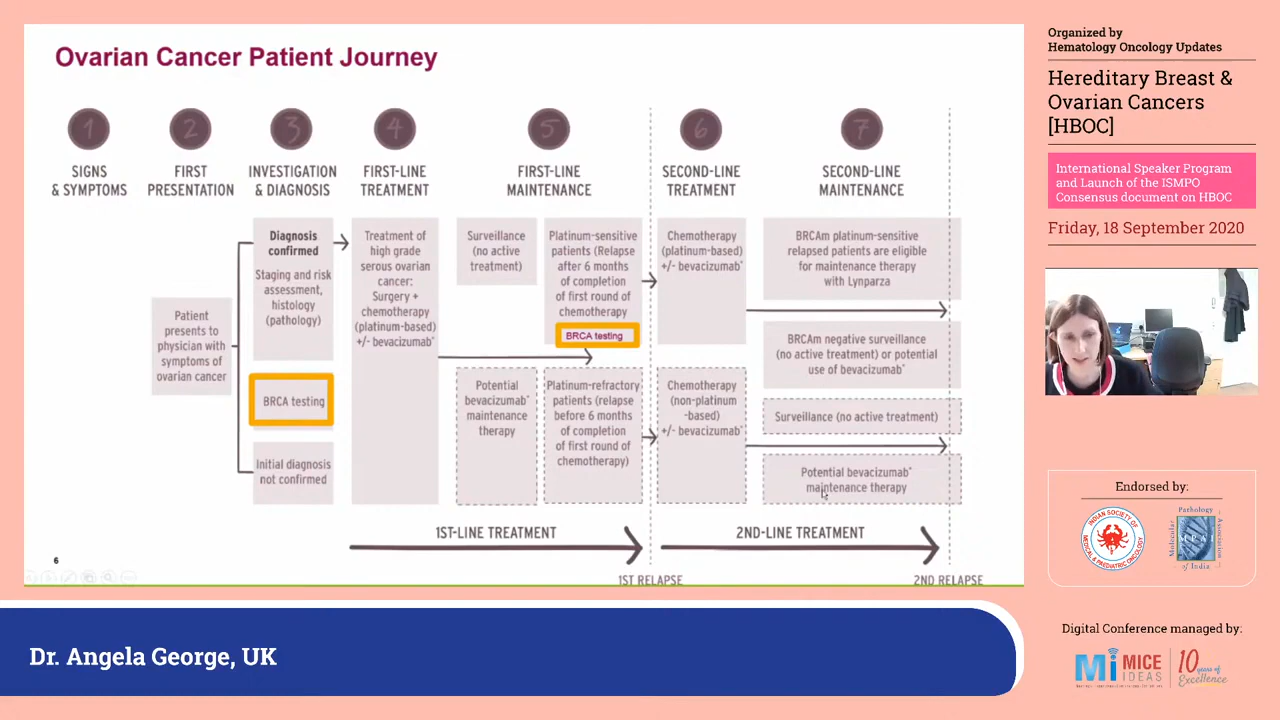 Ovarian Cancer Patient Journey
1
SIGNS
& SYMPTOMS
2
FIRST
PRESENTATION
3
INVESTIGATION
& DIAGNOSIS
4
FIRST-LINE
TREATMENT
5
FIRST-LINE
MAINTENANCE
6
SECOND-LINE
TREATMENT
7
SECOND-LINE
MAINTENANCE
Patient
presents to
physician with
symptoms of
ovarian cancer
Diagnosis
confirmed
Staging and risk
assessment,
histology
(pathology)
BRCA testing
Initial diagnosis
not confirmed
Treatment of
high grade
serous ovarian
cancer:
Surgery +
chemotherapy
(platinum-based)
+/- bevacizumab*
Surveillance
(no active
treatment)
Platinum-sensitive
patients (Relapse
after 6 months
of completion
of first round of
chemotherapy
BRCA testing
Potential
bevacizumab*
maintenance
therapy
Platinum-refractory
patients (relapse
before 6 months
of completion
of first round of
chemotherapy)
Chemotherapy
(platinum-based)
+/- bevacizumab*
Chemotherapy
(non-platinum
-based)
+/- bevacizumab*
BRCAm platinum-sensitive
relapsed patients are eligible
for maintenance therapy
with Lynparza
BRCAm negative surveillance
(no active treatment) or potential
use of bevacizumab*
Surveillance (no active treatment)
Potential bevacizumab*
maintenance therapy
1ST-LINE TREATMENT
2ND-LINE TREATMENT
1ST RELAPSE
2ND RELAPSE
6
Dr. Angela George, UK
Organized by
Hematology Oncology Updates
Hereditary Breast &
Ovarian Cancers
[HBOC]
International Speaker Program
and Launch of the ISMPO
Consensus document on HBOC
Friday, 18 September 2020
Endorsed by:
INDIAN SOCIETY OF
MEDICAL & PAEDIATRIC ONCOLOGY
Molecular
Pathology
Association
of India
MPAI
Digital Conference managed by:
Mi MICE
IDEAS
10 years of
Excellence